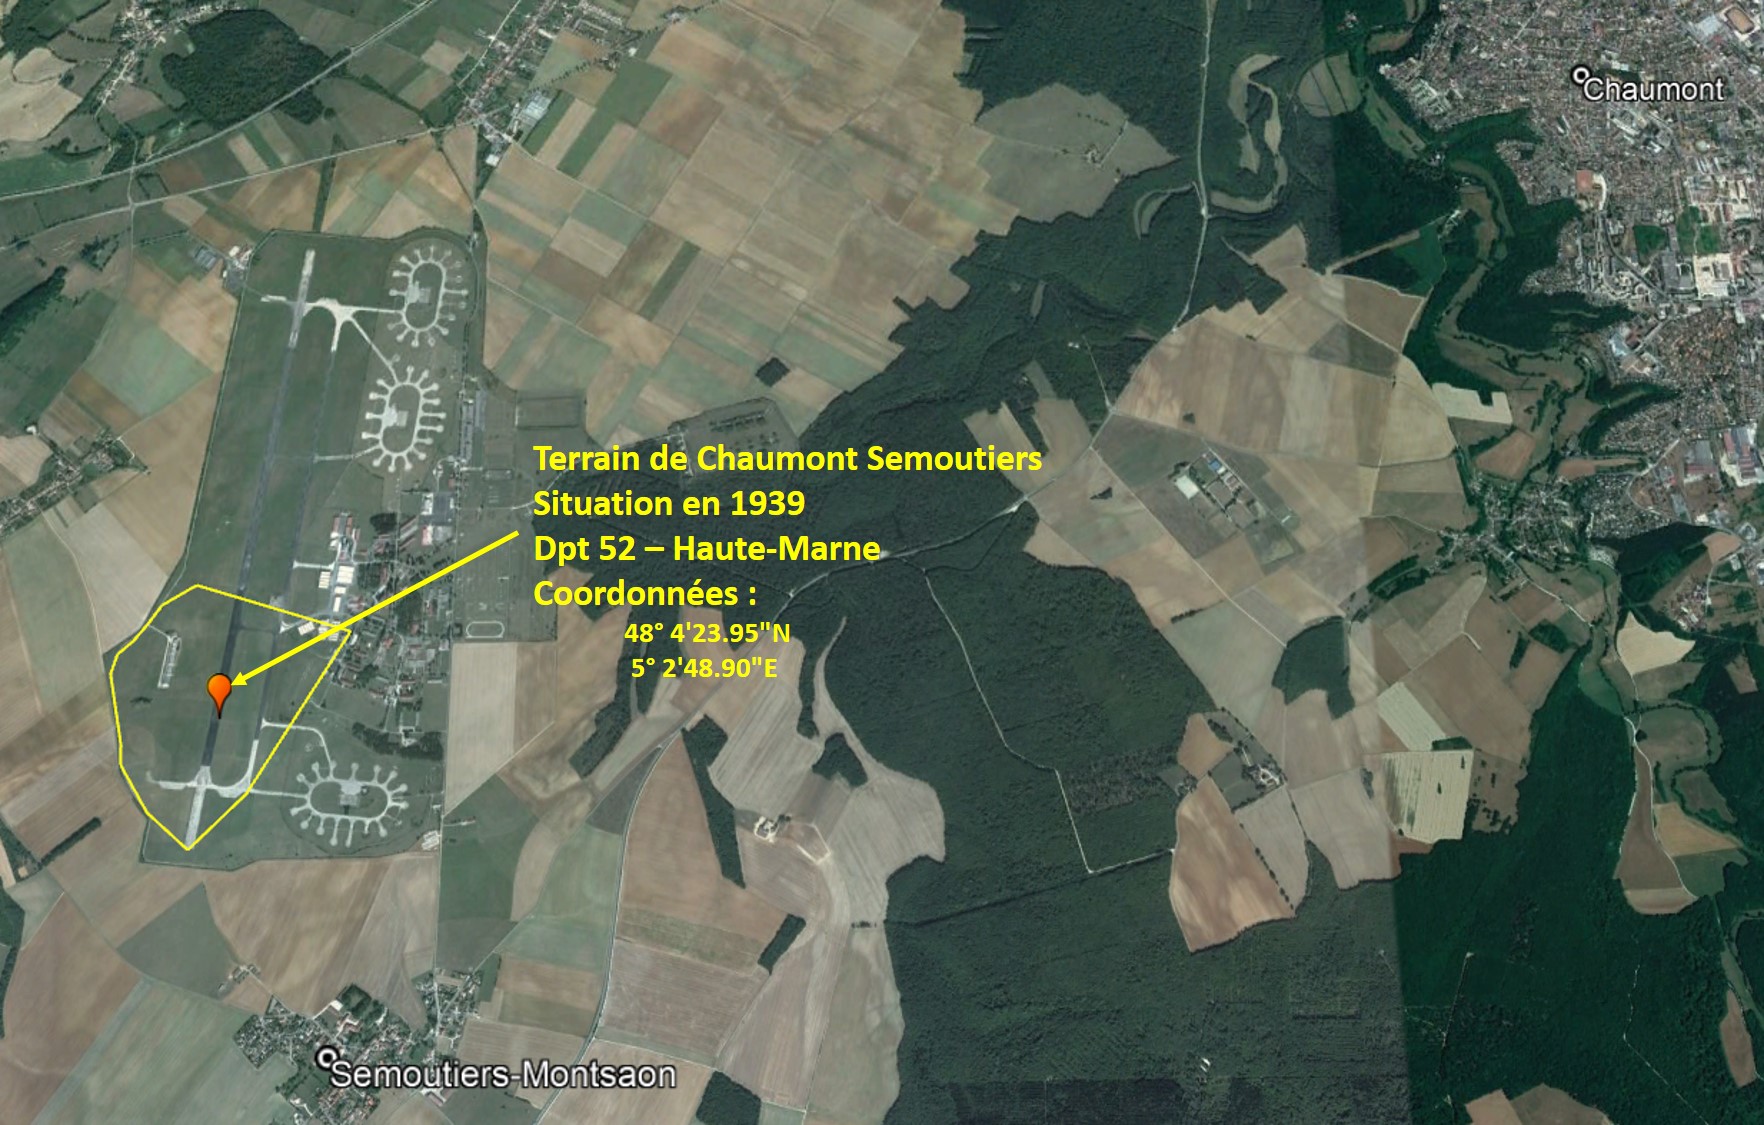 Chaumont
Terrain de Chaumont Semoutiers
Situation en 1939
Dpt 52 – Haute-Marne
Coordonnées :
48° 4'23.95"N
5° 2'48.90"E
Semoutiers-Montsaon